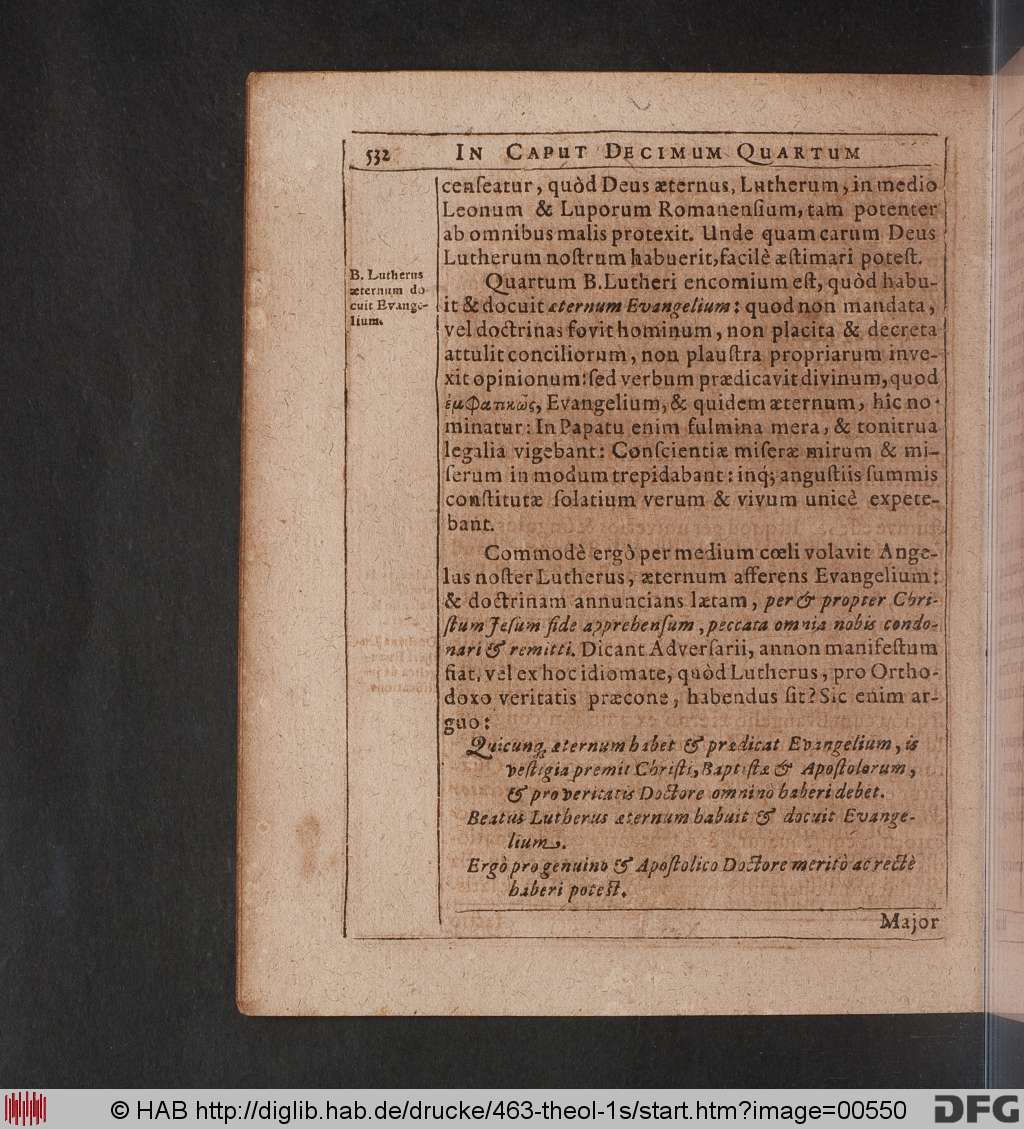 532 IN CAPUT DECIMUM QUARTUM
cenſeatur, quòd Deus æternus, Lutherum, in medio
Leonum & Luporum Romanenſium, tam potenter
ab omnibus malis protexit. Unde quam carum Deus
Lutherum noſtrum habuerit, facilè æſtimari poteſt.
B. Lutherus
æternum do
cuit Evange-
lium.
Quartum B. Lutheri encomium eſt, quòd habu-
it & docuit æternum Evangelium: quod non mandata,
vel doctrinas fovit hominum, non placita & decreta
attulit conciliorum, non plauſtra propriarum inve-
xit opinionum: ſed verbum prædicavit divinum, quod
ἐμφατικῶς, Evangelium, & quidem æternum, hîc no-
minatur: In Papatu enim fulmina mera, & tonitrua
legalia vigebant: Conſcientiæ miſeræ mirum & mi-
ſerum in modum trepidabant: inq́; anguſtiis ſummis
conſtitutæ ſolatium verum & vivum unicè expete-
bant.
Commodè ergò per medium cœli volavit Ange-
lus noſter Lutherus, æternum afferens Evangelium:
& doctrinam annuncians lætam, per & propter Chri-
ſtum Jeſum fide apprehenſum, peccata omnia nobis condo-
nari & remitti. Dicant Adverſarii, annon manifeſtum
fiat, vel ex hoc idiomate, quòd Lutherus, pro Ortho-
doxo veritatis præcone, habendus ſit? Sic enim ar-
guo:
Quicunq; æternum habet & prædicat Evangelium, is
veſtigia premit Chriſti, Baptiſtæ & Apoſtolorum,
& pro veritatis Doctore omninò haberi debet.
Beatus Lutherus æternum habuit & docuit Evange-
lium.
Ergò pro genuino & Apoſtolico Doctore meritò ac rectè
haberi poteſt.
Major
© HAB http://diglib.hab.de/drucke/463-theol-1s/start.htm?image=00550
DFG